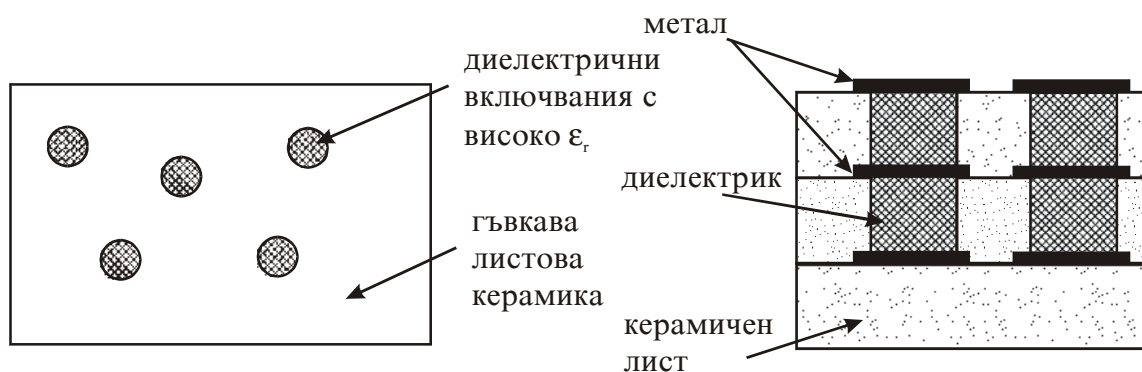 диелектрични
включвания с
високо εᵣ
гъвкава
листова
керамика
метал
диелектрик
керамичен
лист